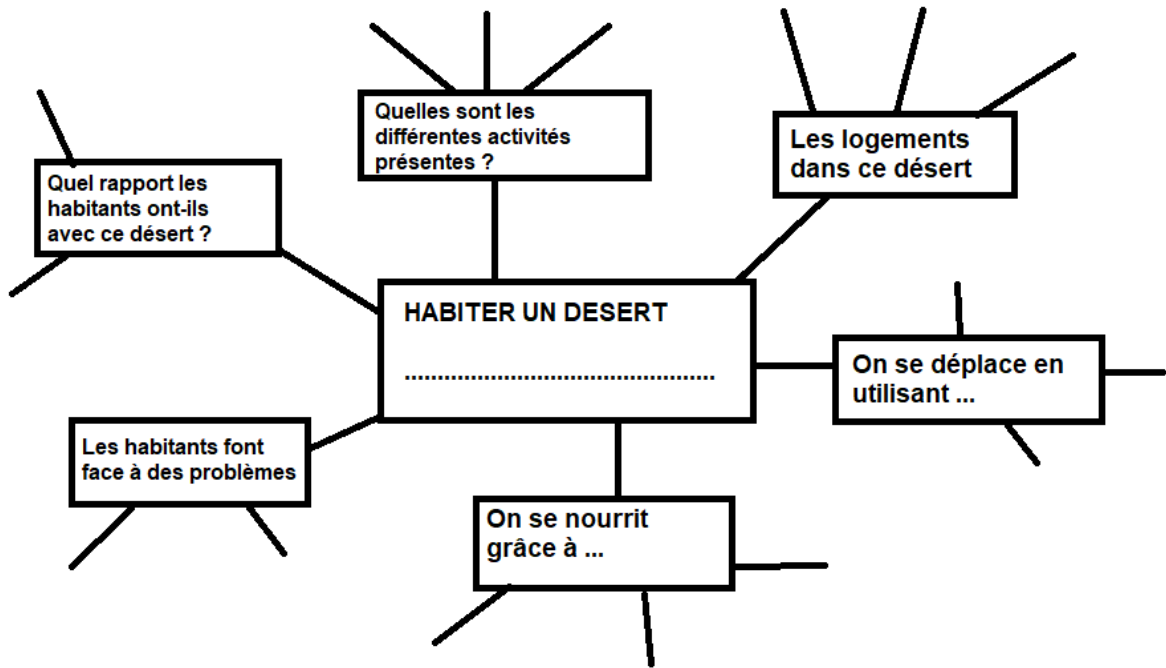 Quelles sont les
différentes activités
présentes ?
Les logements
dans ce désert
Quel rapport les
habitants ont-ils
avec ce désert ?
HABITER UN DESERT
...............................................
On se déplace en
utilisant ...
Les habitants font
face à des problèmes
On se nourrit
grâce à ...